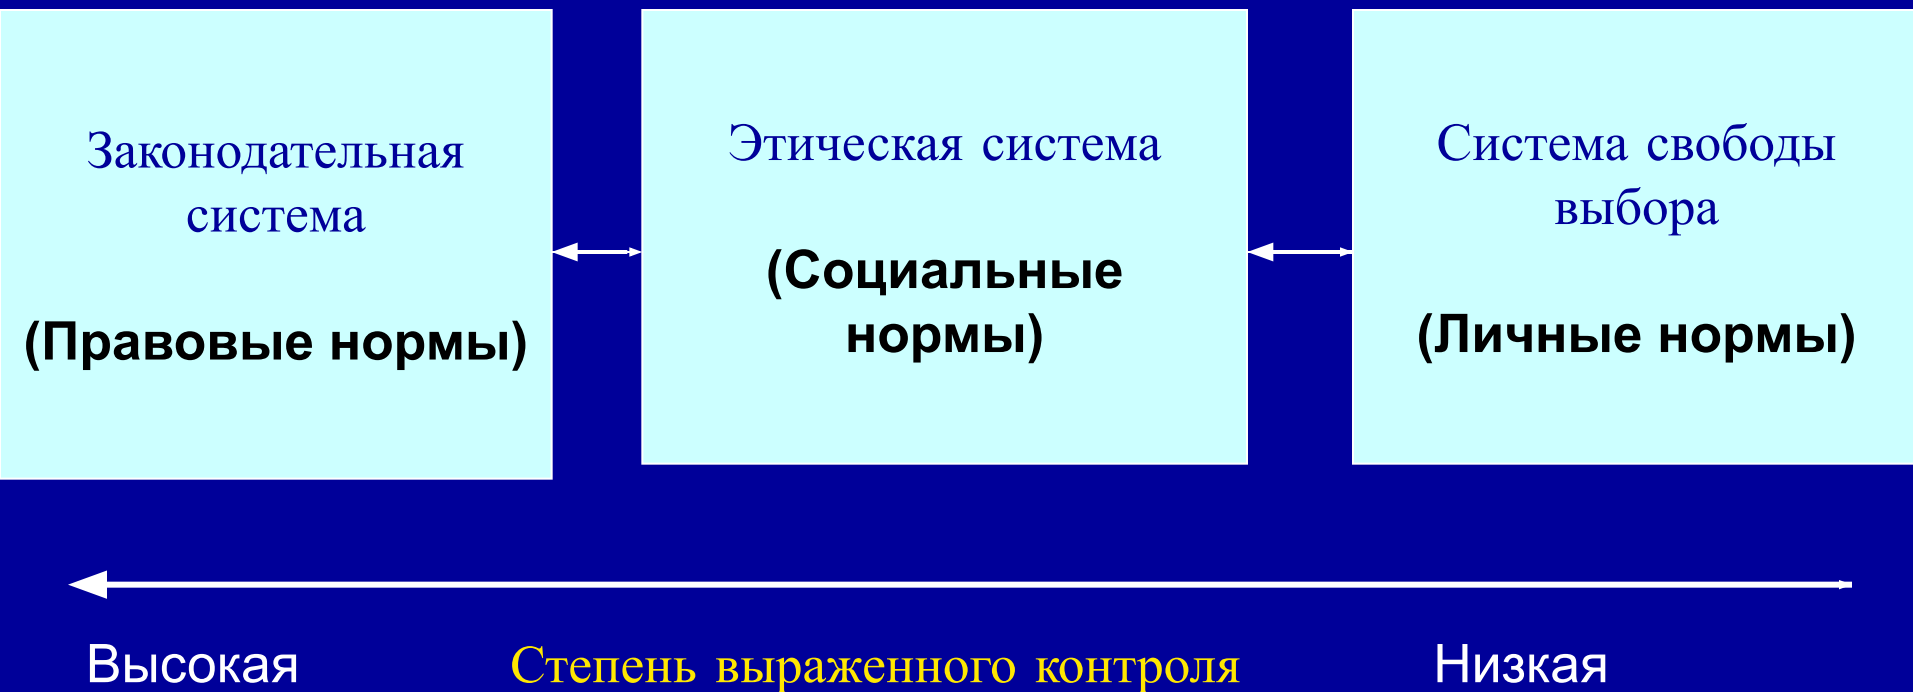 Законодательная
система
(Правовые нормы)
Этическая система
(Социальные
нормы)
Система свободы
выбора
(Личные нормы)
Высокая
Степень выраженного контроля
Низкая